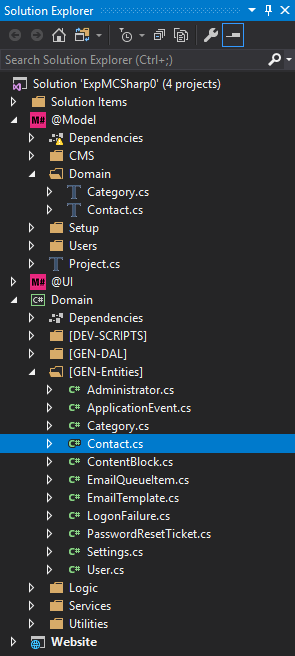 Solution Explorer
Search Solution Explorer (Ctrl+;)
Solution 'ExpMCSharp0' (4 projects)
Solution Items
M# @Model
Dependencies
CMS
Domain
Category.cs
Contact.cs
Setup
Users
Project.cs
M# @UI
C# Domain
Dependencies
[DEV-SCRIPTS]
[GEN-DAL]
[GEN-Entities]
C# Administrator.cs
C# ApplicationEvent.cs
C# Category.cs
C# Contact.cs
C# ContentBlock.cs
C# EmailQueueItem.cs
C# EmailTemplate.cs
C# LogonFailure.cs
C# PasswordResetTicket.cs
C# Settings.cs
C# User.cs
Logic
Services
Utilities
Website